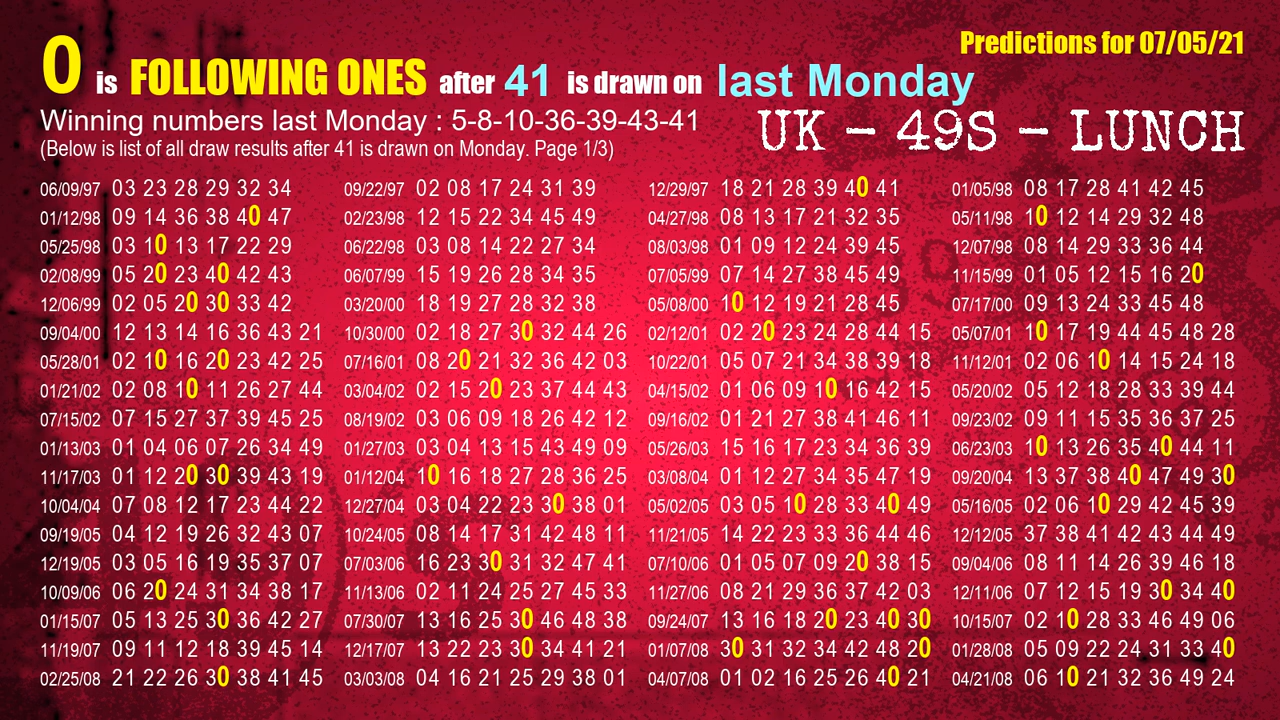 Predictions for 07/05/21
0 is FOLLOWING ONES after 41 is drawn on last Monday
Winning numbers last Monday : 5-8-10-36-39-43-41
UK - 49S - LUNCH
(Below is list of all draw results after 41 is drawn on Monday. Page 1/3)
06/09/97 03 23 28 29 32 34 09/22/97 02 08 17 24 31 39 12/29/97 18 21 28 39 40 41 01/05/98 08 17 28 41 42 45
01/12/98 09 14 36 38 40 47 02/23/98 12 15 22 34 45 49 04/27/98 08 13 17 21 32 35 05/11/98 10 12 14 29 32 48
05/25/98 03 10 13 17 22 29 06/22/98 03 08 14 22 27 34 08/03/98 01 09 12 24 39 45 12/07/98 08 14 29 33 36 44
02/08/99 05 20 23 40 42 43 06/07/99 15 19 26 28 34 35 07/05/99 07 14 27 38 45 49 11/15/99 01 05 12 15 16 20
12/06/99 02 05 20 30 33 42 03/20/00 18 19 27 28 32 38 05/08/00 10 12 19 21 28 45 07/17/00 09 13 24 33 45 48
09/04/00 12 13 14 16 36 43 21 10/30/00 02 18 27 30 32 44 26 02/12/01 02 20 23 24 28 44 15 05/07/01 10 17 19 44 45 48 28
05/28/01 02 10 16 20 23 42 25 07/16/01 08 20 21 32 36 42 03 10/22/01 05 07 21 34 38 39 18 11/12/01 02 06 10 14 15 24 18
01/21/02 02 08 10 11 26 27 44 03/04/02 02 15 20 23 37 44 43 04/15/02 01 06 09 10 16 42 15 05/20/02 05 12 18 28 33 39 44
07/15/02 07 15 27 37 39 45 25 08/19/02 03 06 09 18 26 42 12 09/16/02 01 21 27 38 41 46 11 09/23/02 09 11 15 35 36 37 25
01/13/03 01 04 06 07 26 34 49 01/27/03 03 04 13 15 43 49 09 05/26/03 15 16 17 23 34 36 39 06/23/03 10 13 26 35 40 44 11
11/17/03 01 12 20 30 39 43 19 01/12/04 10 16 18 27 28 36 25 03/08/04 01 12 27 34 35 47 19 09/20/04 13 37 38 40 47 49 30
10/04/04 07 08 12 17 23 44 22 12/27/04 03 04 22 23 30 38 01 05/02/05 03 05 10 28 33 40 49 05/16/05 02 06 10 29 42 45 39
09/19/05 04 12 19 26 32 43 07 10/24/05 08 14 17 31 42 48 11 11/21/05 14 22 23 33 36 44 46 12/12/05 37 38 41 42 43 44 49
12/19/05 03 05 16 19 35 37 07 07/03/06 16 23 30 31 32 47 41 07/10/06 01 05 07 09 20 38 15 09/04/06 08 11 14 26 39 46 18
10/09/06 06 20 24 31 34 38 17 11/13/06 02 11 24 25 27 45 33 11/27/06 08 21 29 36 37 42 03 12/11/06 07 12 15 19 30 34 40
01/15/07 05 13 25 30 36 42 27 07/30/07 13 16 25 30 46 48 38 09/24/07 13 16 18 20 23 40 30 10/15/07 02 10 28 33 46 49 06
11/19/07 09 11 12 18 39 45 14 12/17/07 13 22 23 30 34 41 21 01/07/08 30 31 32 34 42 48 20 01/28/08 05 09 22 24 31 33 40
02/25/08 21 22 26 30 38 41 45 03/03/08 04 16 21 25 29 38 01 04/07/08 01 02 16 25 26 40 21 04/21/08 06 10 21 32 36 49 24